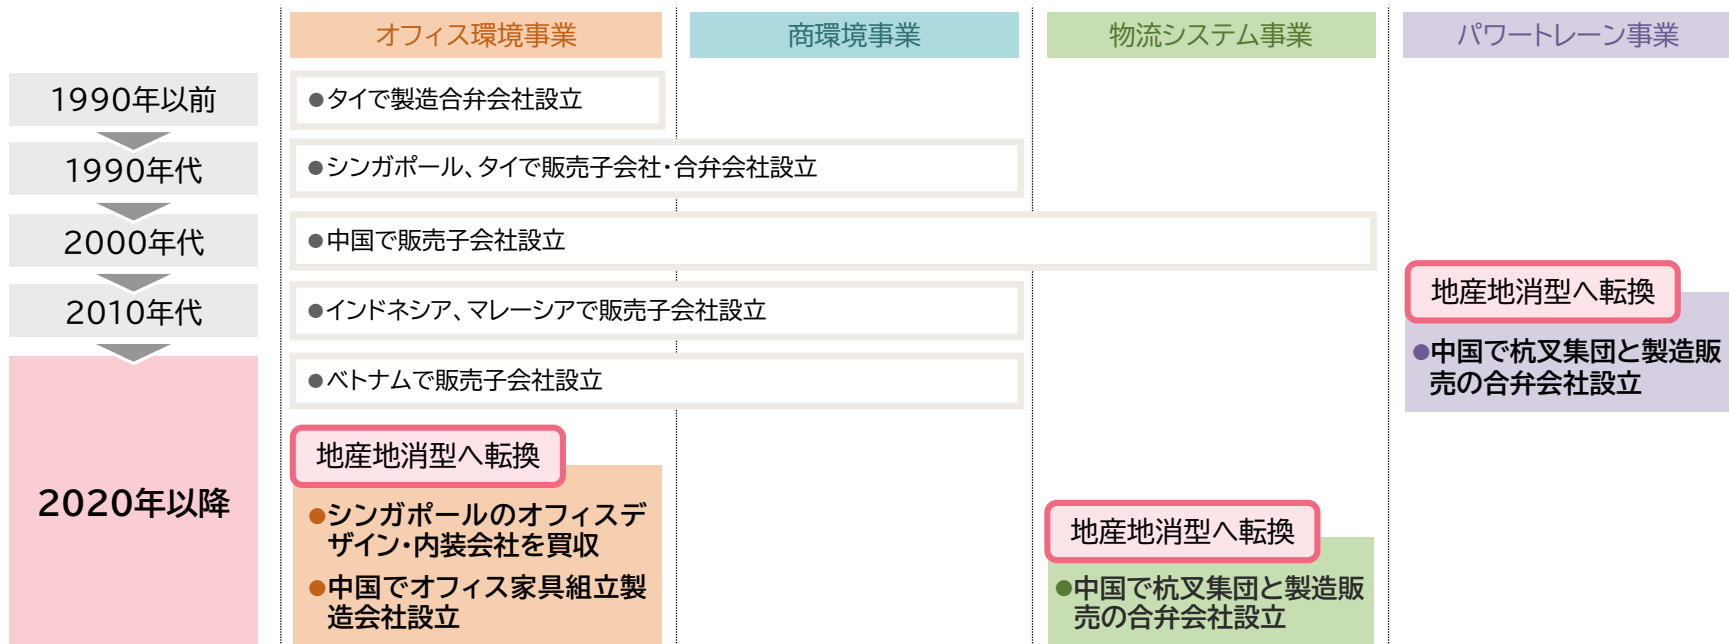 オフィス環境事業
商環境事業
物流システム事業
パワートレーン事業
1990年以前
●タイで製造合弁会社設立
1990年代
●シンガポール、タイで販売子会社・合弁会社設立
2000年代
●中国で販売子会社設立
2010年代
●インドネシア、マレーシアで販売子会社設立
地産地消型へ転換
●中国で杭叉集団と製造販
売の合弁会社設立
2020年以降
●ベトナムで販売子会社設立
地産地消型へ転換
●シンガポールのオフィスデ
ザイン・内装会社を買収
●中国でオフィス家具組立製
造会社設立
地産地消型へ転換
●中国で杭叉集団と製造販
売の合弁会社設立